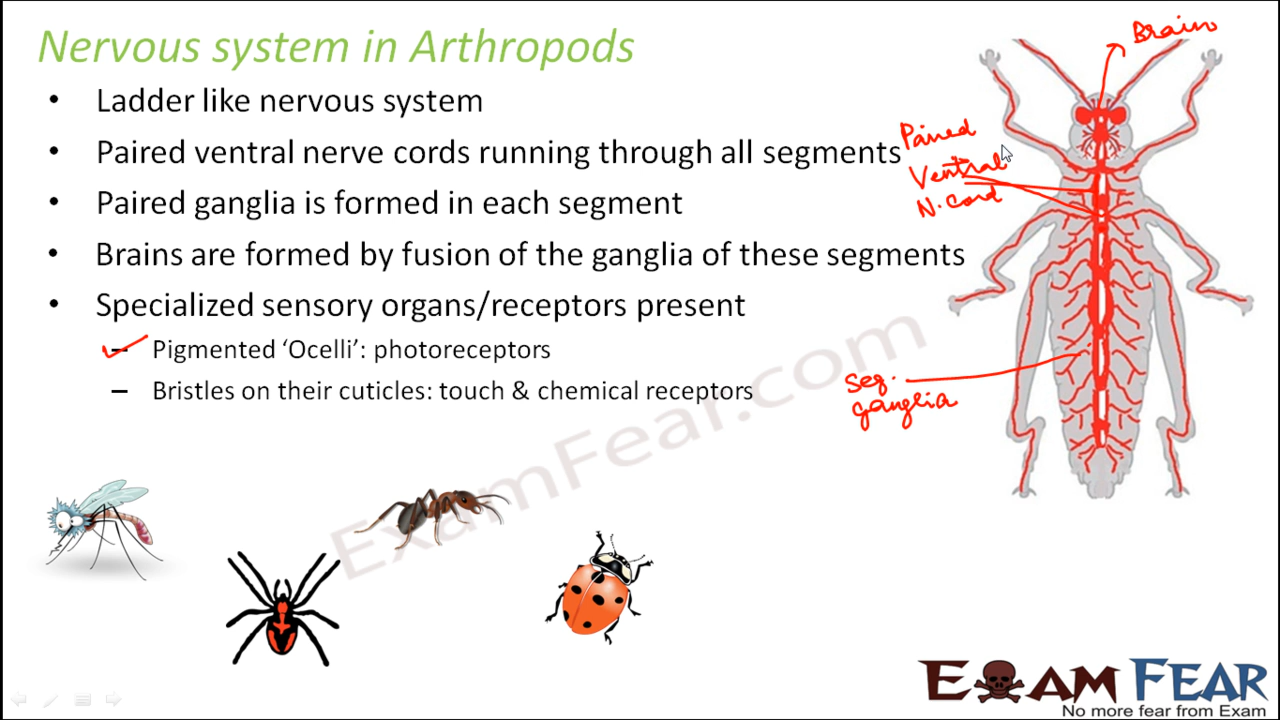 Nervous system in Arthropods
• Ladder like nervous system
• Paired ventral nerve cords running through all segments
• Paired ganglia is formed in each segment
• Brains are formed by fusion of the ganglia of these segments
• Specialized sensory organs/receptors present
– Pigmented ‘Ocelli’: photoreceptors
– Bristles on their cuticles: touch & chemical receptors
Brain
Paired
Ventral
N. Cord
Seg.
ganglia
ExamFear.com
EXAM FEAR
No more fear from Exam